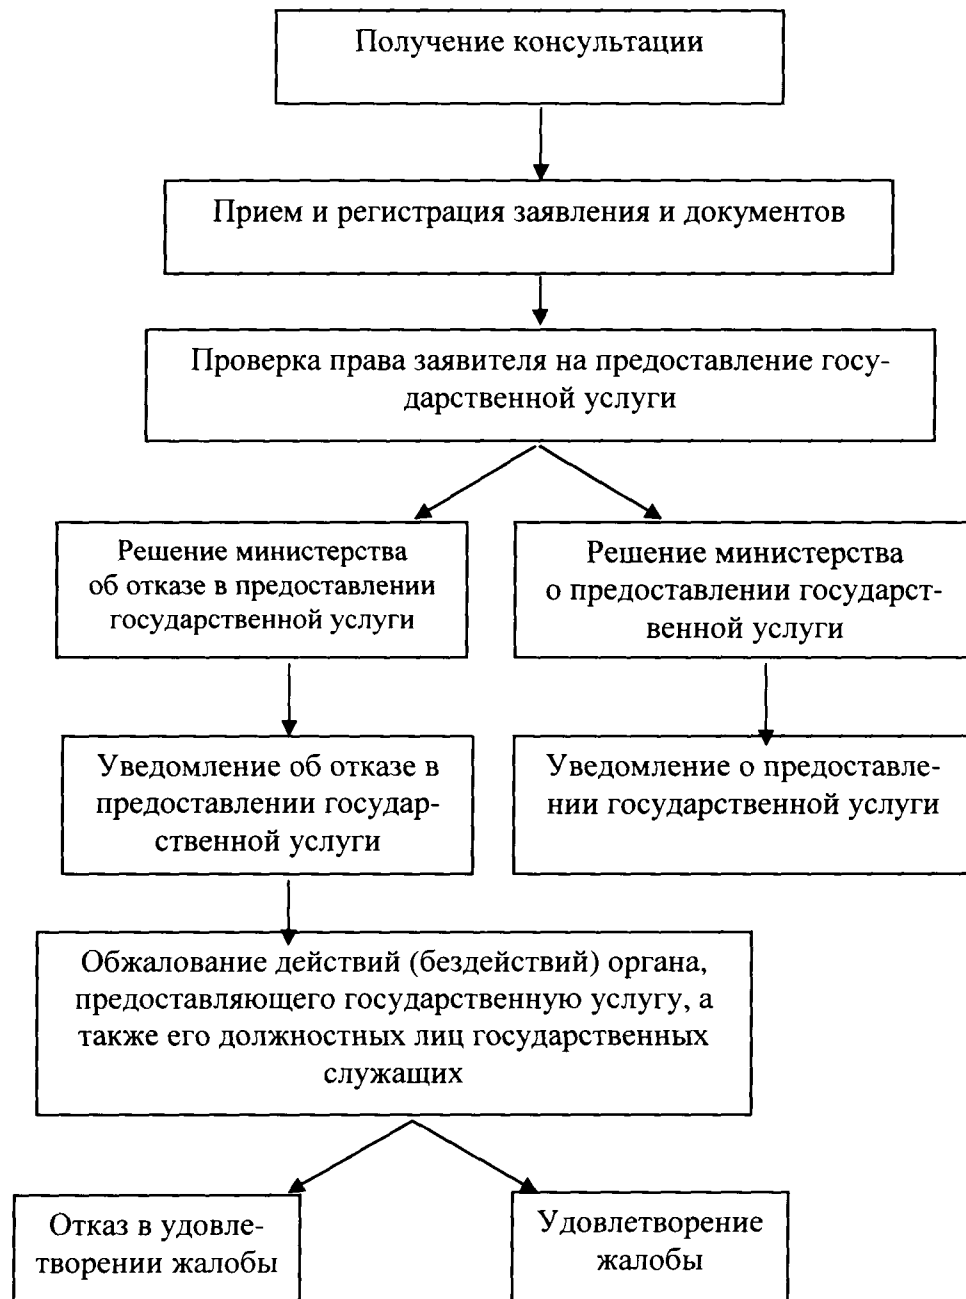 Получение консультации
Прием и регистрация заявления и документов
Проверка права заявителя на предоставление госу-
дарственной услуги
Решение министерства
об отказе в предоставлении
государственной услуги
Решение министерства
о предоставлении государст-
венной услуги
Уведомление об отказе в
предоставлении государ-
ственной услуги
Уведомление о предоставле-
нии государственной услуги
Обжалование действий (бездействий) органа,
предоставляющего государственную услугу, а
также его должностных лиц государственных
служащих
Отказ в удовле-
творении жалобы
Удовлетворение
жалобы